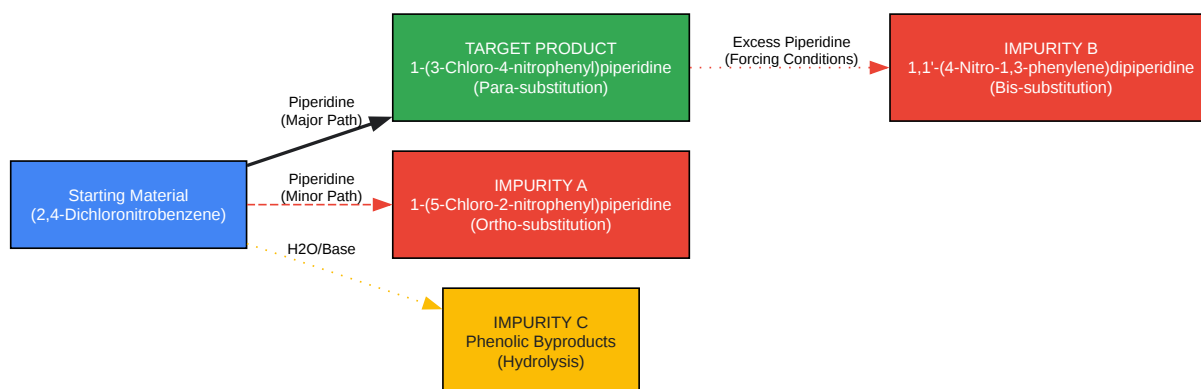 TARGET PRODUCT
1-(3-Chloro-4-nitrophenyl)piperidine
(Para-substitution)
Excess Piperidine
(Forcing Conditions)
IMPURITY B
1,1'-(4-Nitro-1,3-phenylene)dipiperidine
(Bis-substitution)
Piperidine
(Major Path)
Starting Material
(2,4-Dichloronitrobenzene)
Piperidine
(Minor Path)
IMPURITY A
1-(5-Chloro-2-nitrophenyl)piperidine
(Ortho-substitution)
H2O/Base
IMPURITY C
Phenolic Byproducts
(Hydrolysis)